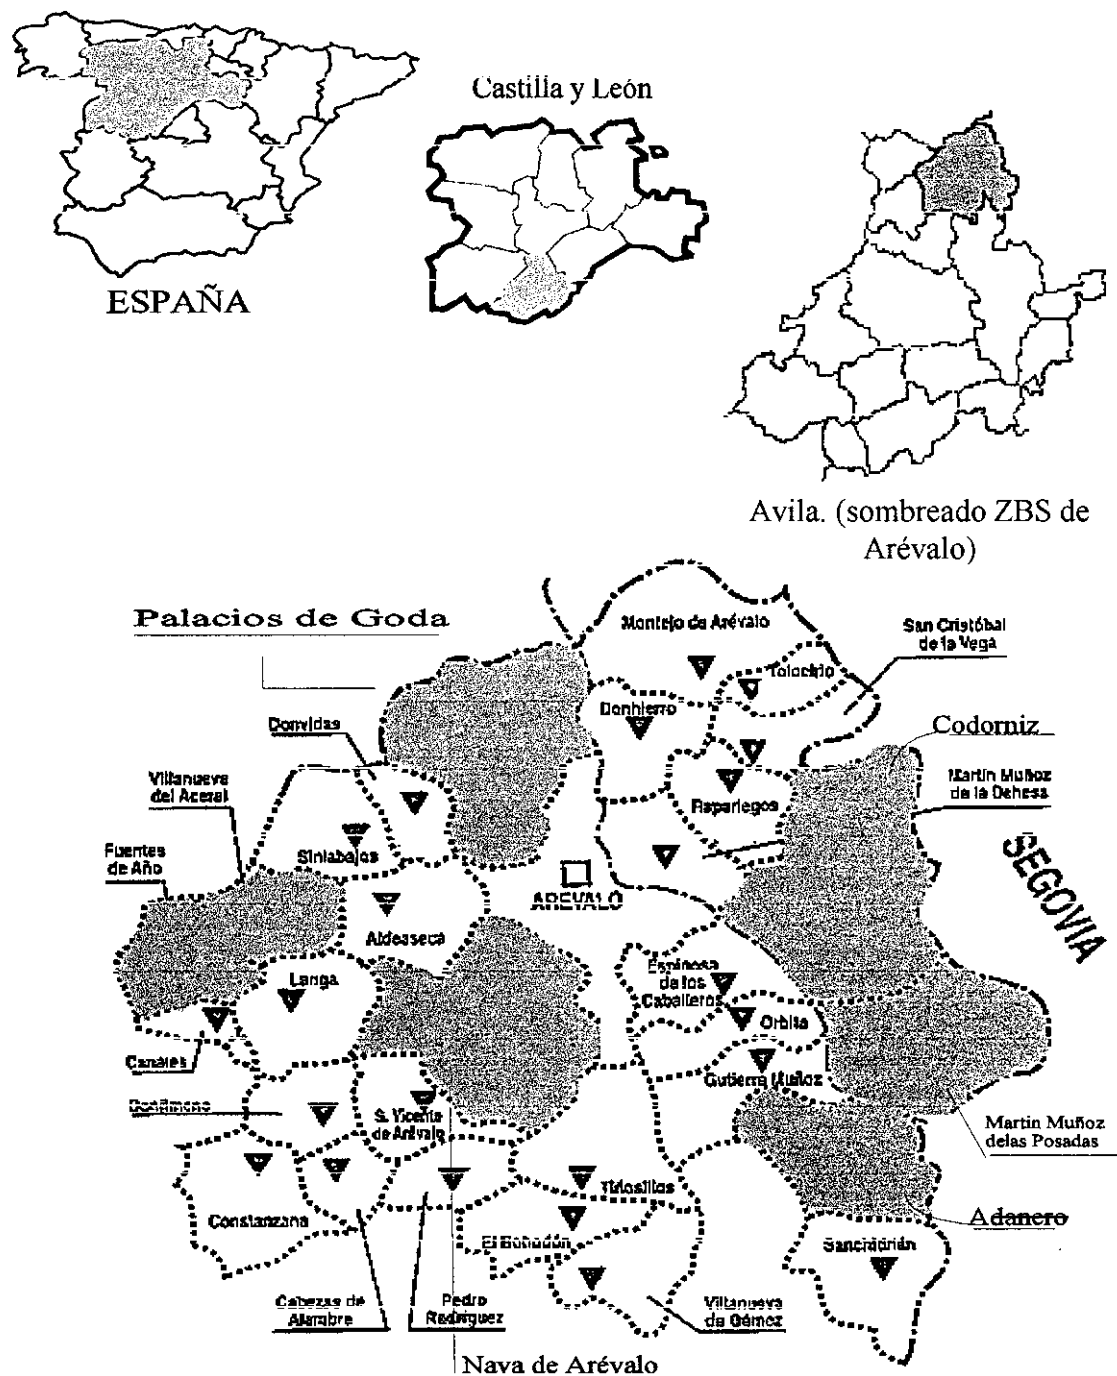 Castilla y León
ESPAÑA
Avila. (sombreado ZBS de
Arévalo)
Palacios de Goda
Montejo de Arévalo
San Cristóbal
de la Vega
Tolocirio
Donhierro
Donvidas
Codorniz
Villanueva
del Aceral
Martín Muñoz
de la Dehesa
Rapariegos
Fuentes
de Año
Sinlabajos
SEGOVIA
AREVALO
Aldeaseca
Langa
Espinosa
de los
Caballeros
Orbita
Canales
Gutierre Muñoz
S. Vicente
de Arévalo
Martín Muñoz
delas Posadas
Tiñosillos
Constanzana
Adanero
El Bohodón
Sanchidrián
Cabezas de
Alambre
Pedro
Rodríguez
Villanueva
de Gómez
Nava de Arévalo